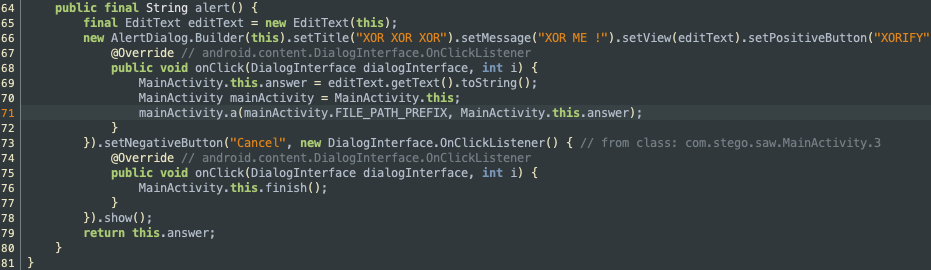 64     public final String alert() {
65         final EditText editText = new EditText(this);
66         new AlertDialog.Builder(this).setTitle("XOR XOR XOR").setMessage("XOR ME !").setView(editText).setPositiveButton("XORIFY"
67             @Override // android.content.DialogInterface.OnClickListener
68             public void onClick(DialogInterface dialogInterface, int i) {
69                 MainActivity.this.answer = editText.getText().toString();
70                 MainActivity mainActivity = MainActivity.this;
71                 mainActivity.a(mainActivity.FILE_PATH_PREFIX, MainActivity.this.answer);
72             }
73         }).setNegativeButton("Cancel", new DialogInterface.OnClickListener() { // from class: com.stego.saw.MainActivity.3
74             @Override // android.content.DialogInterface.OnClickListener
75             public void onClick(DialogInterface dialogInterface, int i) {
76                 MainActivity.this.finish();
77             }
78         }).show();
79         return this.answer;
80     }
81 }